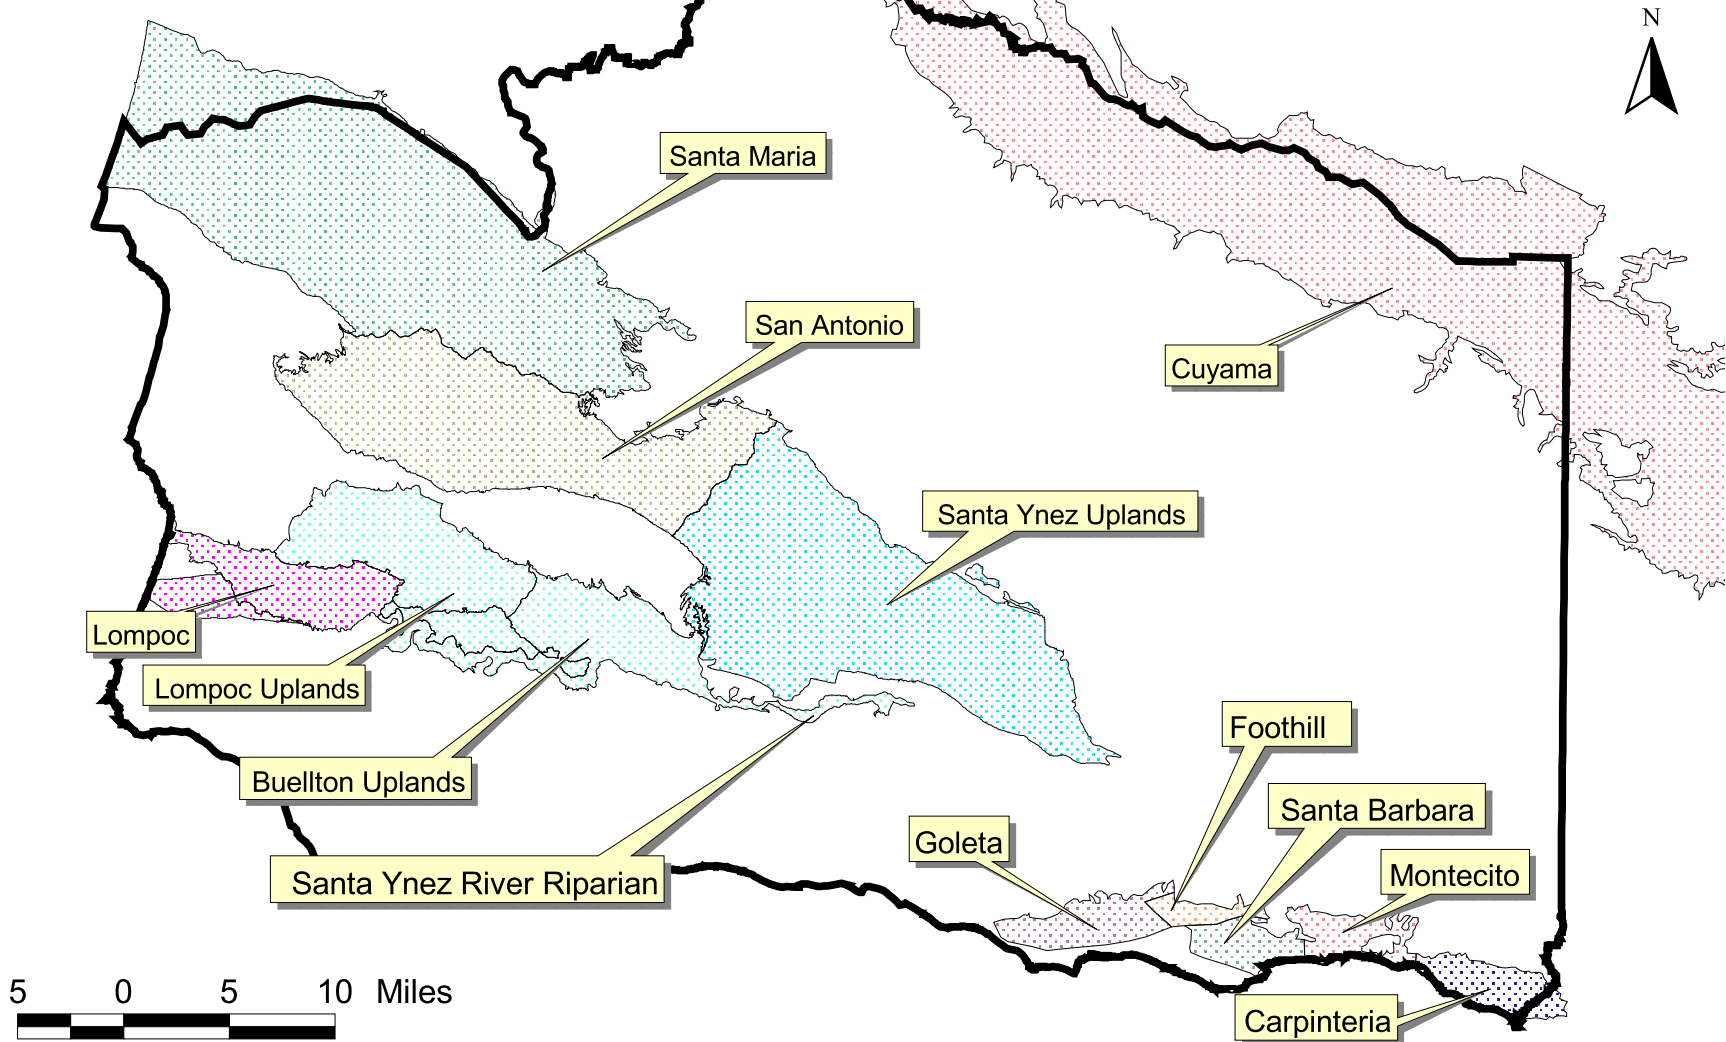 N
Santa Maria
San Antonio
Cuyama
Santa Ynez Uplands
Lompoc
Lompoc Uplands
Foothill
Buellton Uplands
Santa Barbara
Goleta
Montecito
Santa Ynez River Riparian
5 0 5 10 Miles
Carpinteria